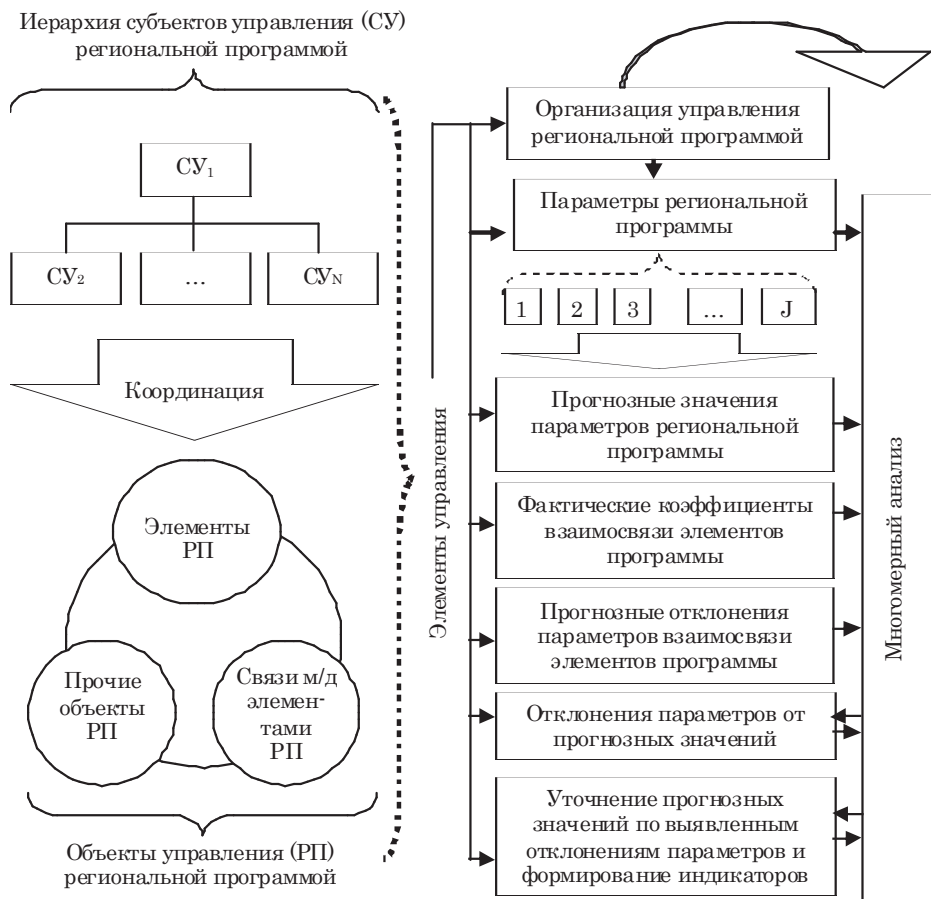 Иерархия субъектов управления (СУ)
региональной программой
СУ1
СУ2
...
СУN
Координация
Элементы
РП
Прочие
объекты
РП
Связи м/д
элемен-
тами
РП
Объекты управления (РП)
региональной программой
Элементы управления
Организация управления
региональной программой
Параметры региональной
программы
1
2
3
...
J
Прогнозные значения
параметров региональной
программы
Фактические коэффициенты
взаимосвязи элементов
программы
Прогнозные отклонения
параметров взаимосвязи
элементов программы
Отклонения параметров от
прогнозных значений
Уточнение прогнозных
значений по выявленным
отклонениям параметров и
формирование индикаторов
Многомерный анализ